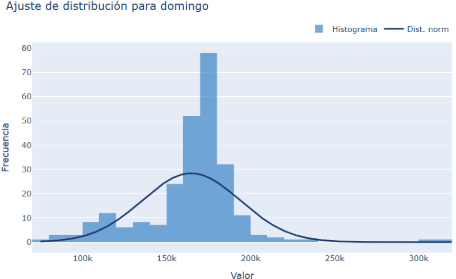 Ajuste de distribución para domingo
Histograma
Dist. norm
80
70
60
50
40
30
20
10
0
Frecuencia
100k
150k
200k
250k
300k
Valor